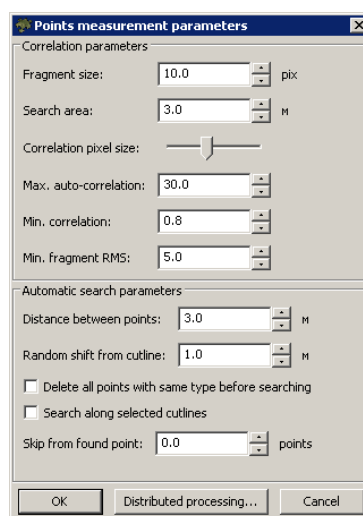 Points measurement parameters
Correlation parameters
Fragment size: 10.0 pix
Search area: 3.0 м
Correlation pixel size:
Max. auto-correlation: 30.0
Min. correlation: 0.8
Min. fragment RMS: 5.0
Automatic search parameters
Distance between points: 3.0 м
Random shift from cutline: 1.0 м
Delete all points with same type before searching
Search along selected cutlines
Skip from found point: 0.0 points
OK Distributed processing... Cancel